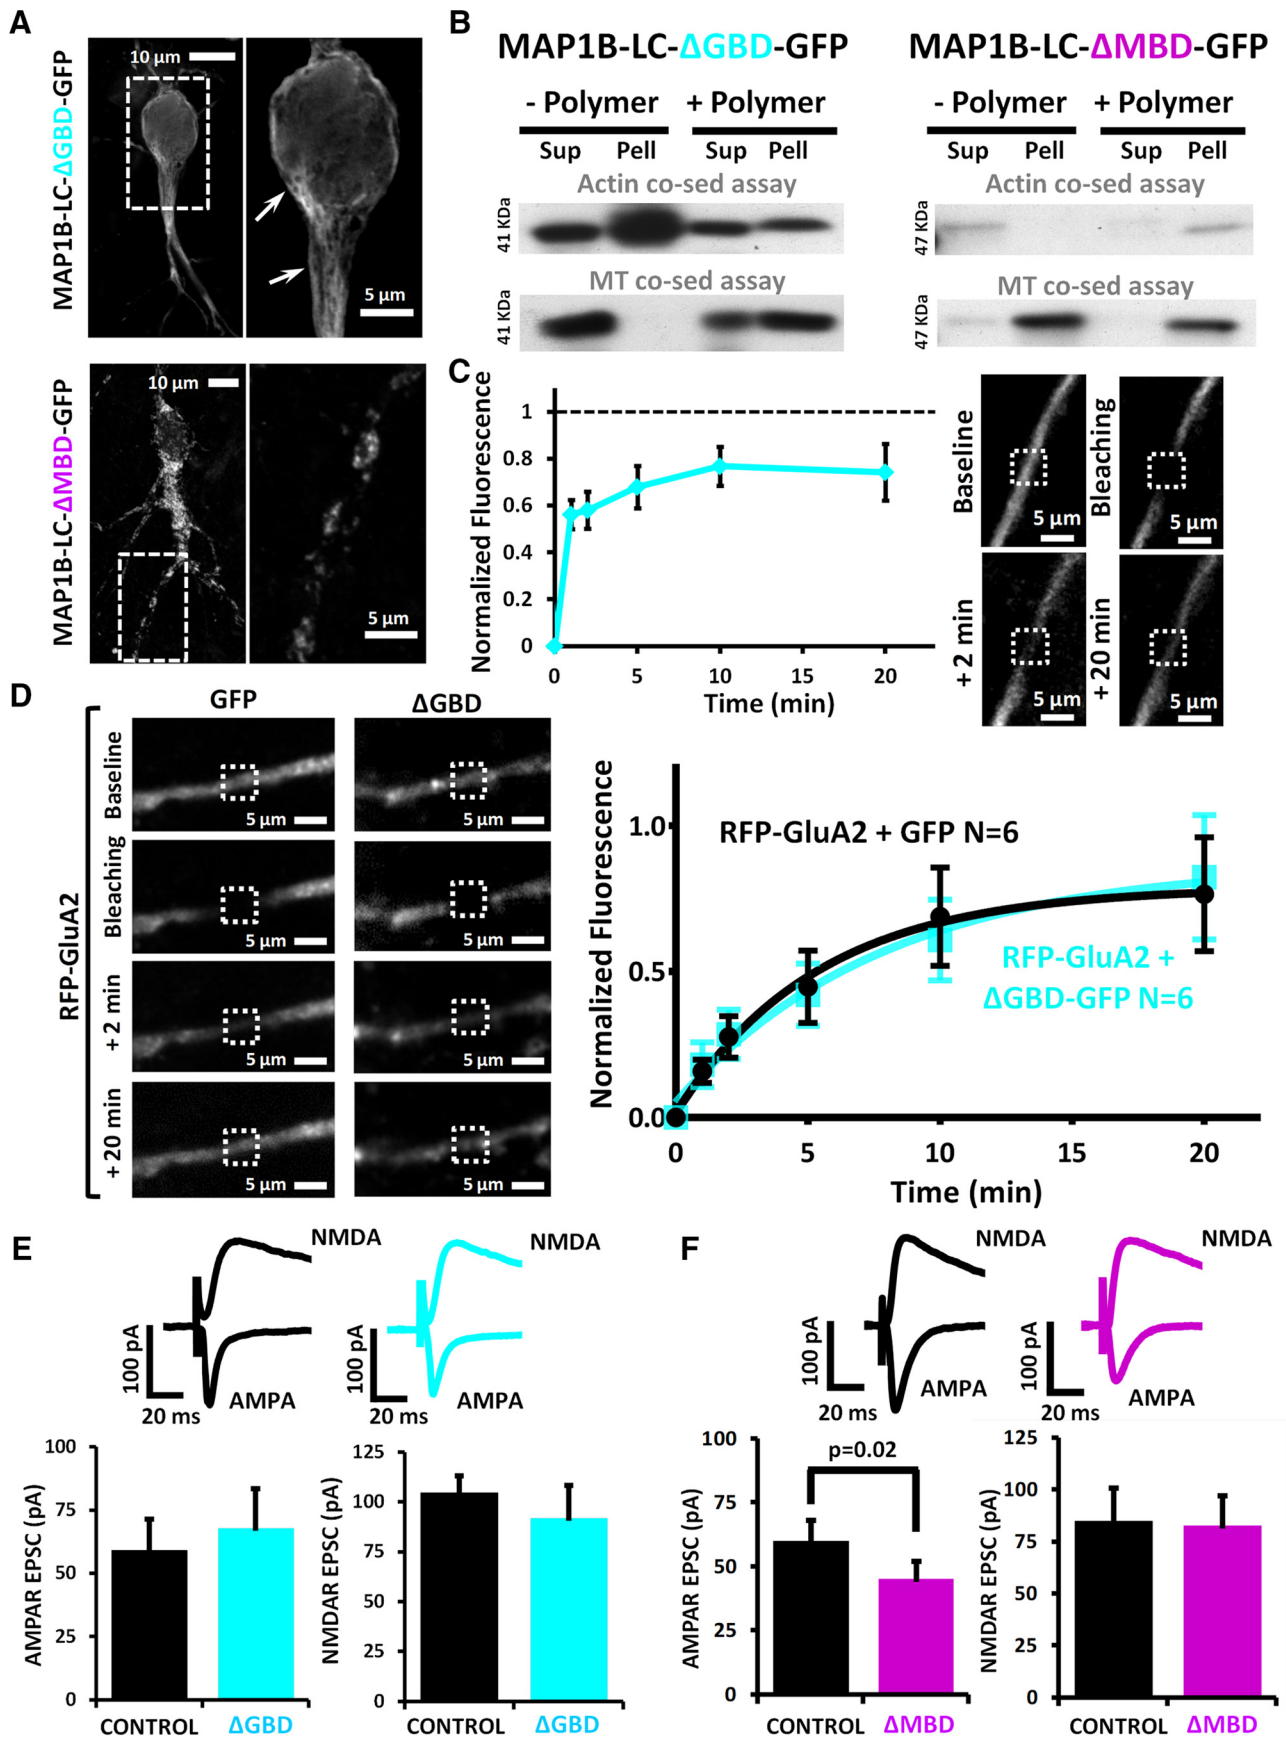 A
MAP1B-LC-ΔGBD-GFP
10 μm
5 μm
MAP1B-LC-ΔMBD-GFP
10 μm
5 μm
B
MAP1B-LC-ΔGBD-GFP
- Polymer
+ Polymer
Sup
Pell
Sup
Pell
Actin co-sed assay
41 KDa
MT co-sed assay
41 KDa
MAP1B-LC-ΔMBD-GFP
- Polymer
+ Polymer
Sup
Pell
Sup
Pell
Actin co-sed assay
47 KDa
MT co-sed assay
47 KDa
C
Normalized Fluorescence
1
0.8
0.6
0.4
0.2
0
0
5
10
15
20
Time (min)
Baseline
5 μm
Bleaching
5 μm
+ 2 min
5 μm
+ 20 min
5 μm
D
GFP
ΔGBD
RFP-GluA2
Baseline
5 μm
5 μm
Bleaching
5 μm
5 μm
+ 2 min
5 μm
5 μm
+ 20 min
5 μm
5 μm
Normalized Fluorescence
1.0
0.5
0.0
RFP-GluA2 + GFP N=6
RFP-GluA2 +
ΔGBD-GFP N=6
0
5
10
15
20
Time (min)
E
NMDA
100 pA
20 ms
AMPA
NMDA
100 pA
20 ms
AMPA
AMPAR EPSC (pA)
100
75
50
25
0
CONTROL
ΔGBD
NMDAR EPSC (pA)
125
100
75
50
25
0
CONTROL
ΔGBD
F
NMDA
100 pA
20 ms
AMPA
NMDA
100 pA
20 ms
AMPA
AMPAR EPSC (pA)
100
75
50
25
0
p=0.02
CONTROL
ΔMBD
NMDAR EPSC (pA)
125
100
75
50
25
0
CONTROL
ΔMBD